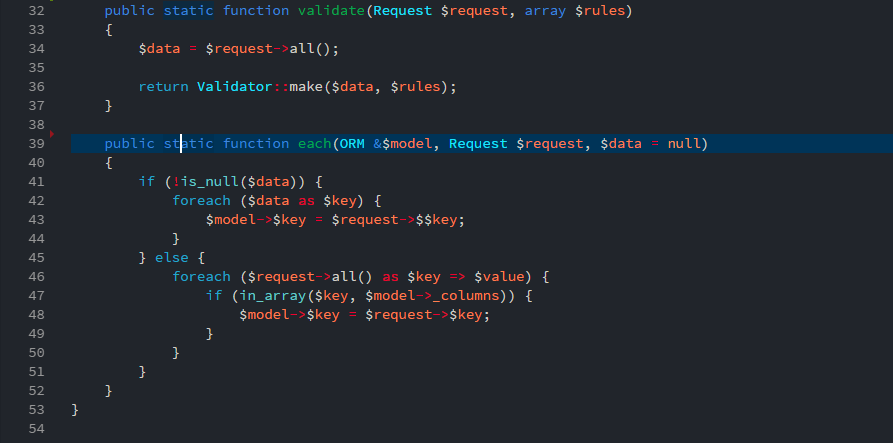 32    public static function validate(Request $request, array $rules)
33    {
34        $data = $request->all();
35
36        return Validator::make($data, $rules);
37    }
38
39    public static function each(ORM &$model, Request $request, $data = null)
40    {
41        if (!is_null($data)) {
42            foreach ($data as $key) {
43                $model->$key = $request->$$key;
44            }
45        } else {
46            foreach ($request->all() as $key => $value) {
47                if (in_array($key, $model->_columns)) {
48                    $model->$key = $request->$key;
49                }
50            }
51        }
52    }
53 }
54